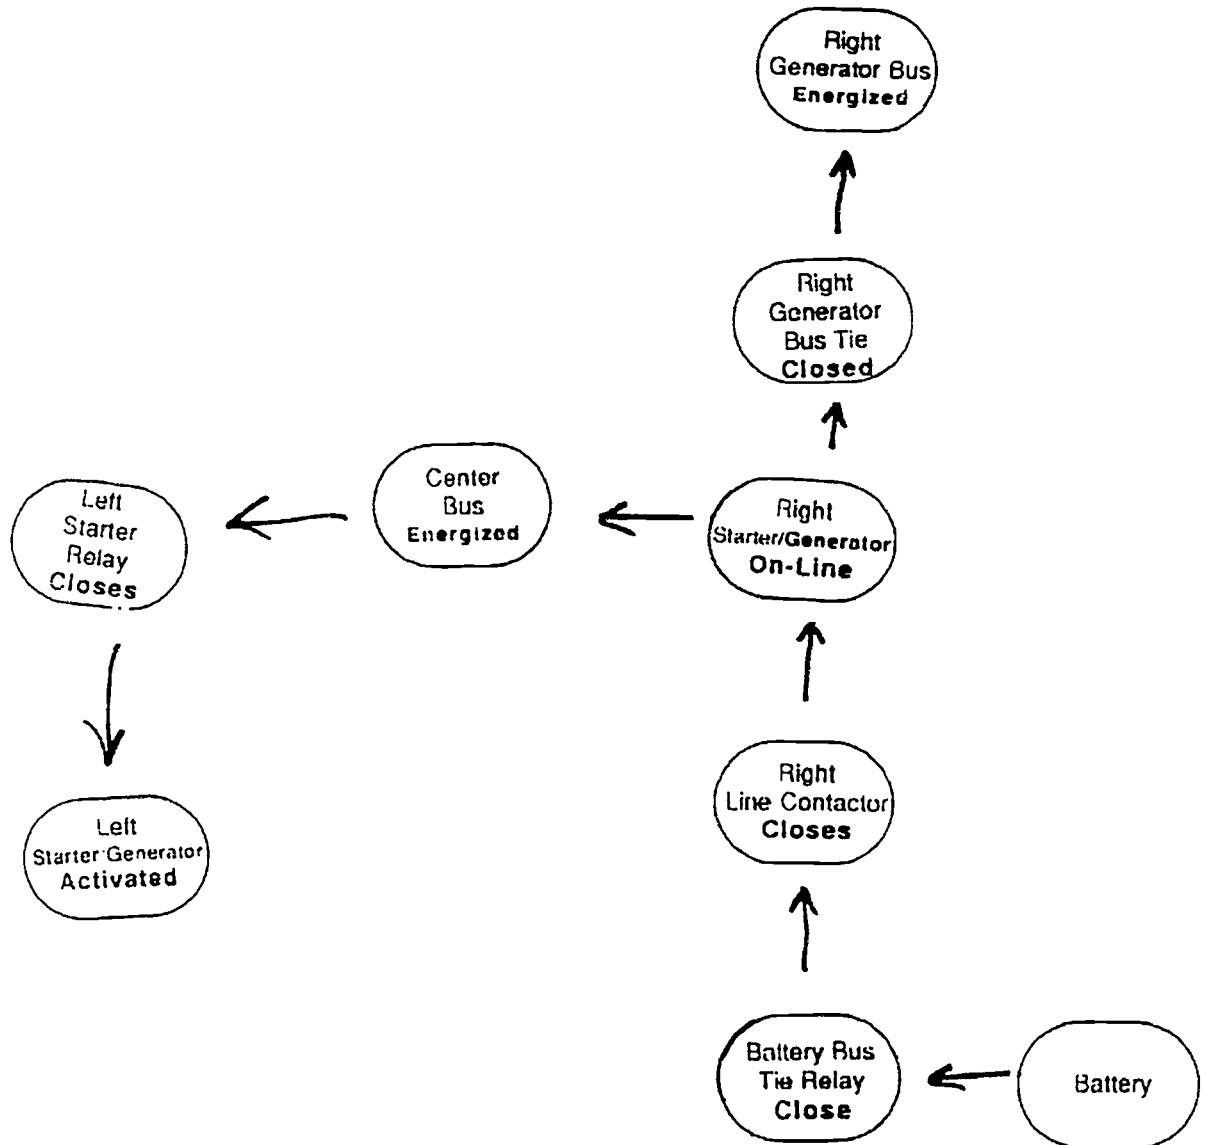 Right
Generator Bus
Energized
Right
Generator
Bus Tie
Closed
Center
Bus
Energized
Left
Starter
Relay
Closes
Right
Starter/Generator
On-Line
Right
Line Contactor
Closes
Left
Starter Generator
Activated
Battery Bus
Tie Relay
Close
Battery